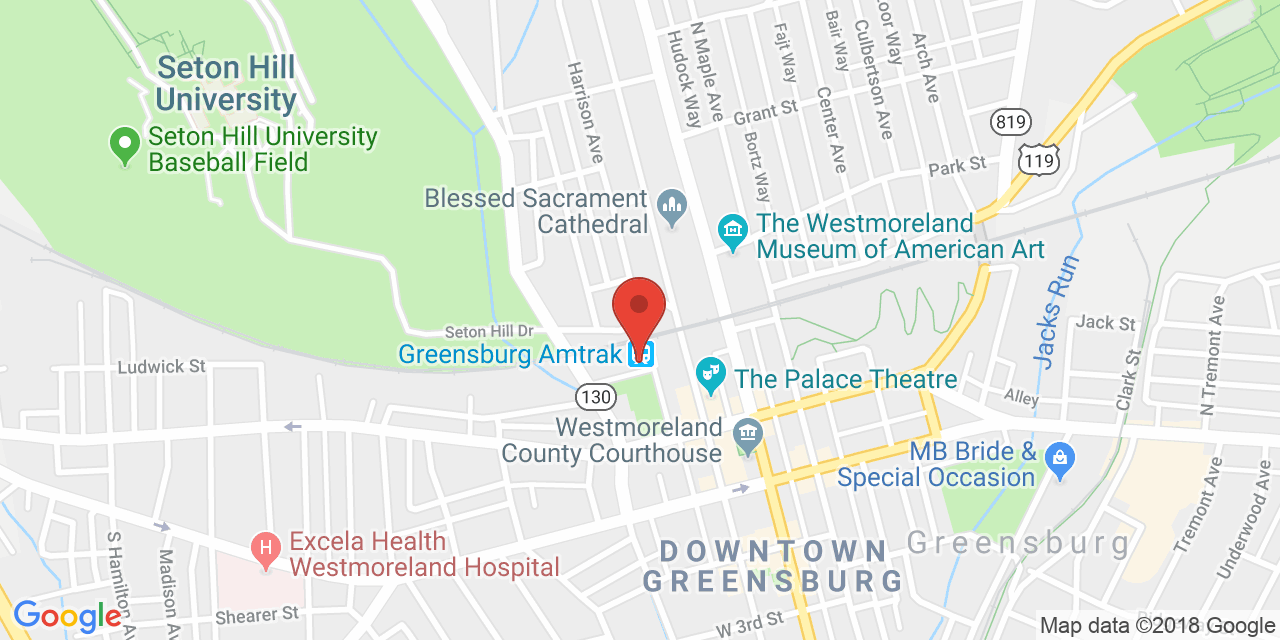 Seton Hill
University
Seton Hill University
Baseball Field
Harrison Ave
Hudock Way
N Maple Ave
Fajt Way
Bair Way
Culbertson Ave
Loor Way
Arch Ave
Grant St
Center Ave
Bortz Way
Park St
819
119
Blessed Sacrament
Cathedral
The Westmoreland
Museum of American Art
Jacks Run
Seton Hill Dr
Greensburg Amtrak
Ludwick St
Jack St
N Tremont Ave
Clark St
The Palace Theatre
Alley
130
Westmoreland
County Courthouse
MB Bride &
Special Occasion
Tremont Ave
Underwood Ave
Excela Health
Westmoreland Hospital
DOWNTOWN
GREENSBURG
Greensburg
S Hamilton Ave
Madison Ave
Shearer St
W 3rd St
Google
Map data ©2018 Google